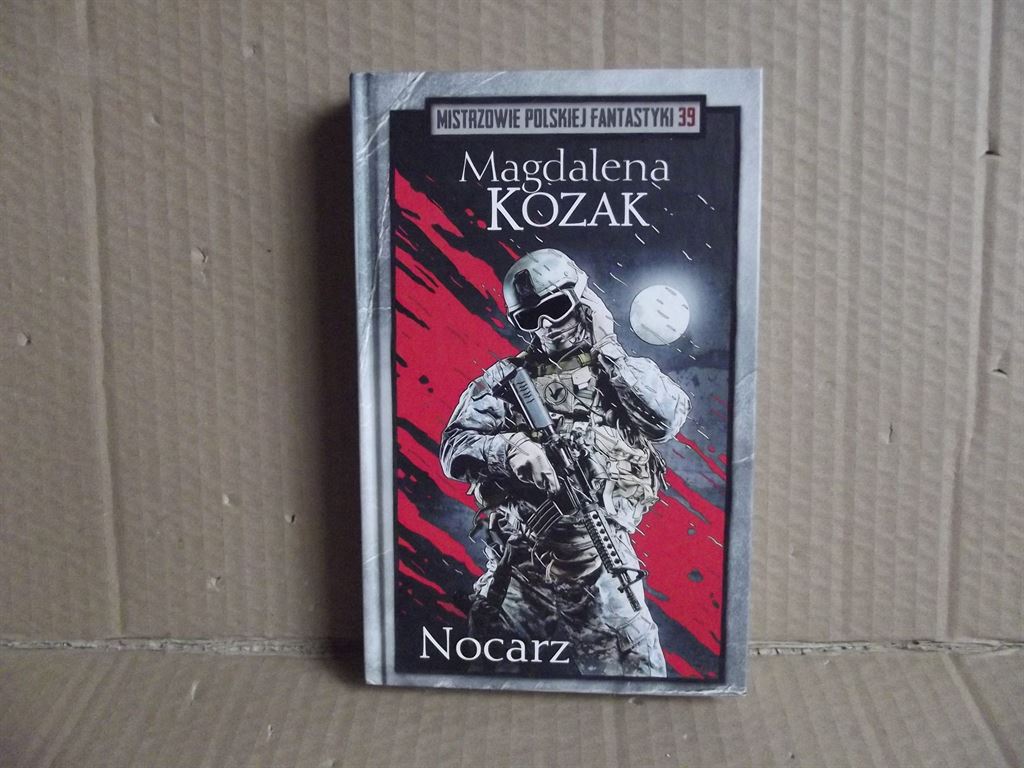 MISTRZOWIE POLSKIEJ FANTASTYKI 39
Magdalena
KOZAK
Nocarz